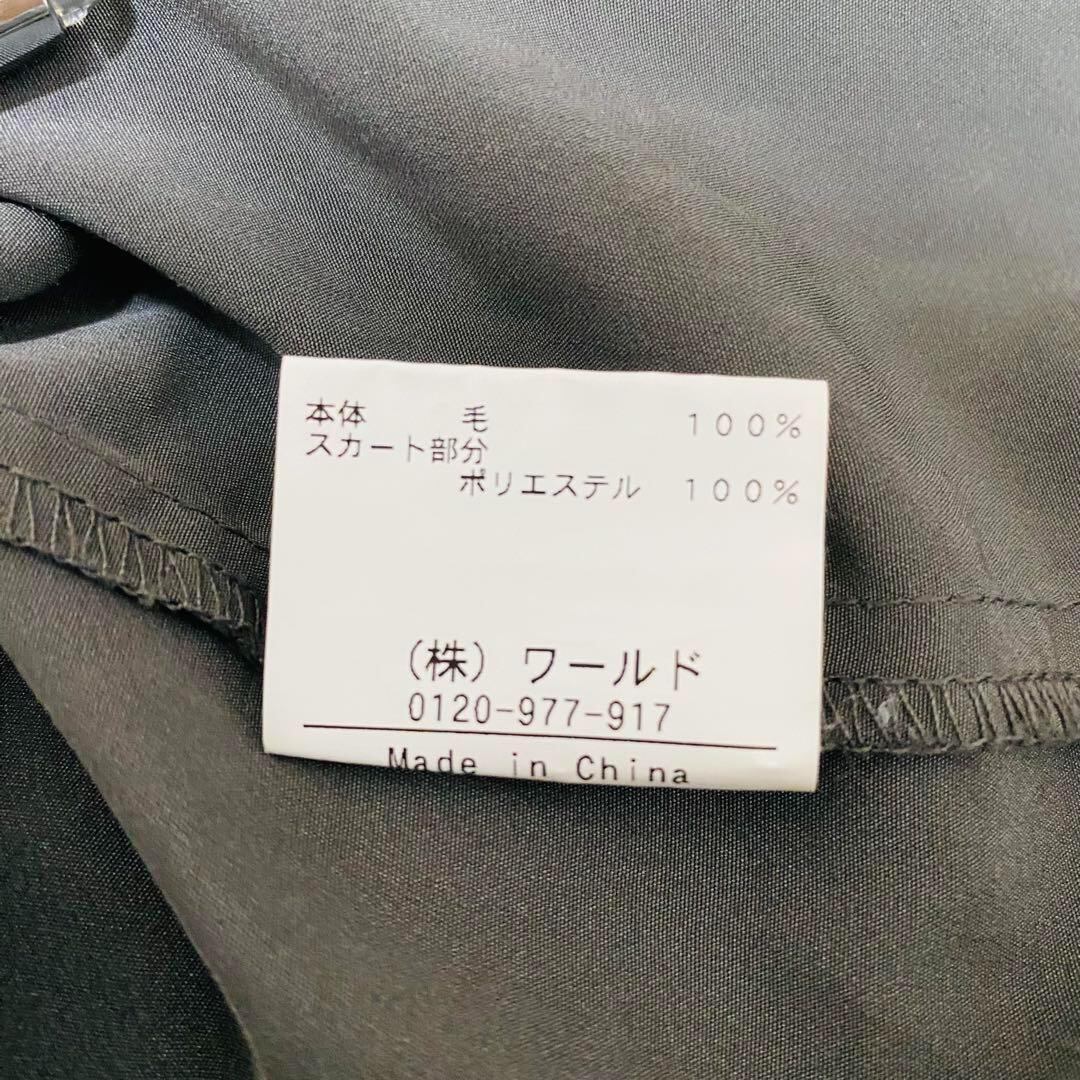 本体　　　毛　　　　　　１００％
スカート部分
ポリエステル　１００％
（株）ワールド
0120-977-917
Made in China